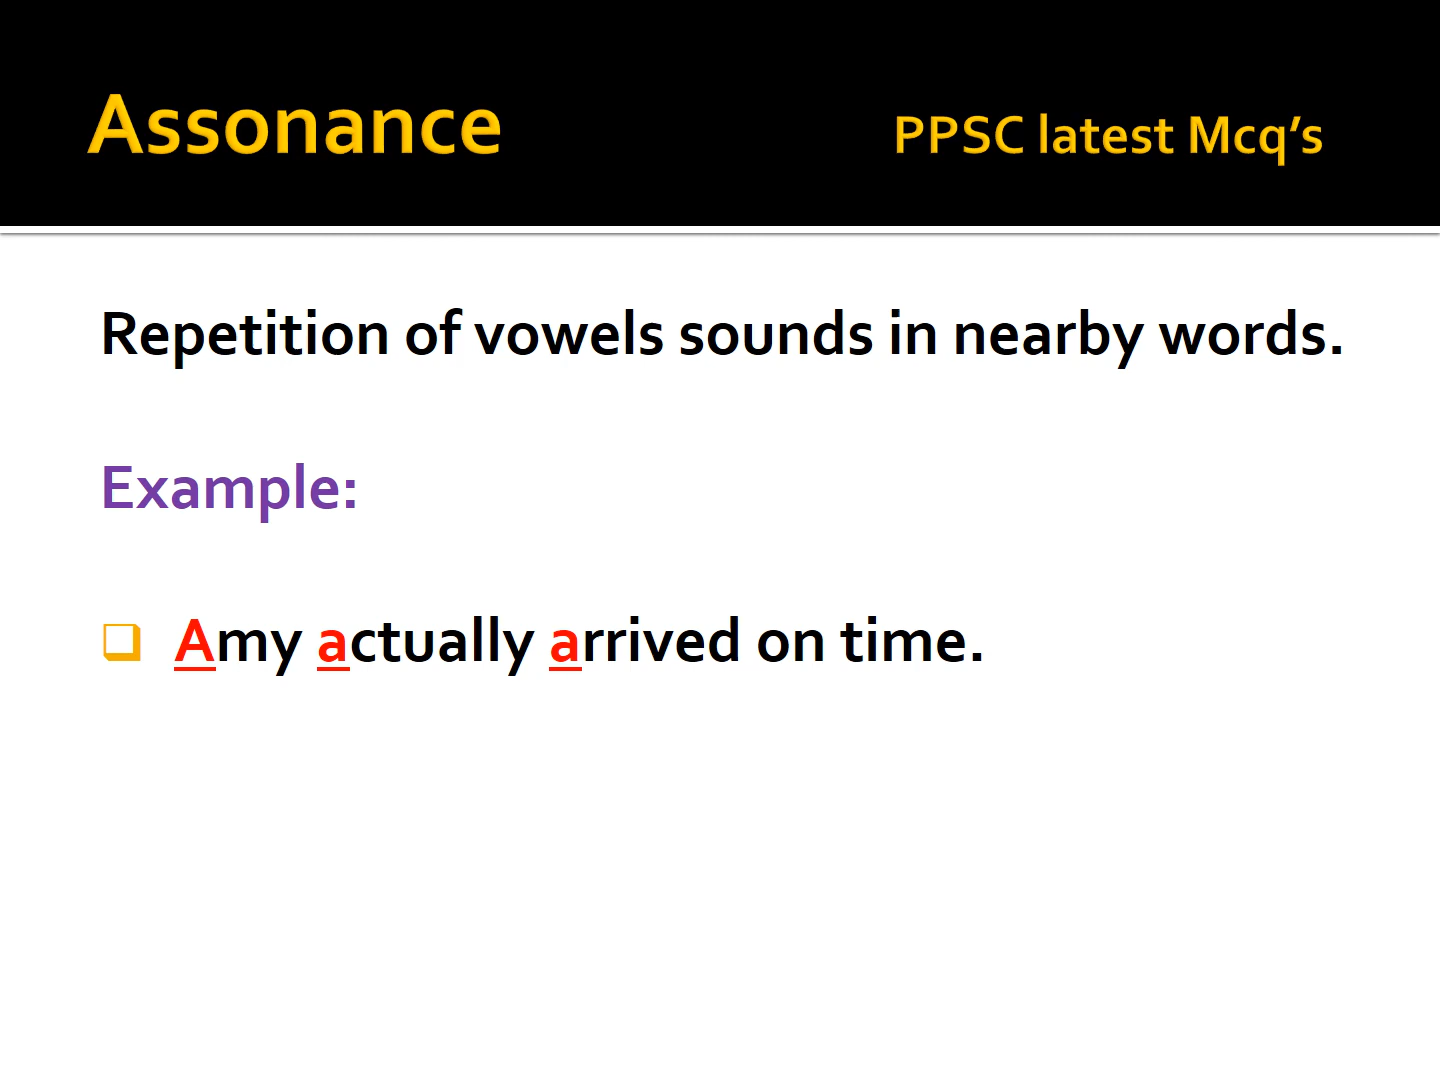 Assonance
PPSC latest Mcq’s
Repetition of vowels sounds in nearby words.
Example:
Amy actually arrived on time.